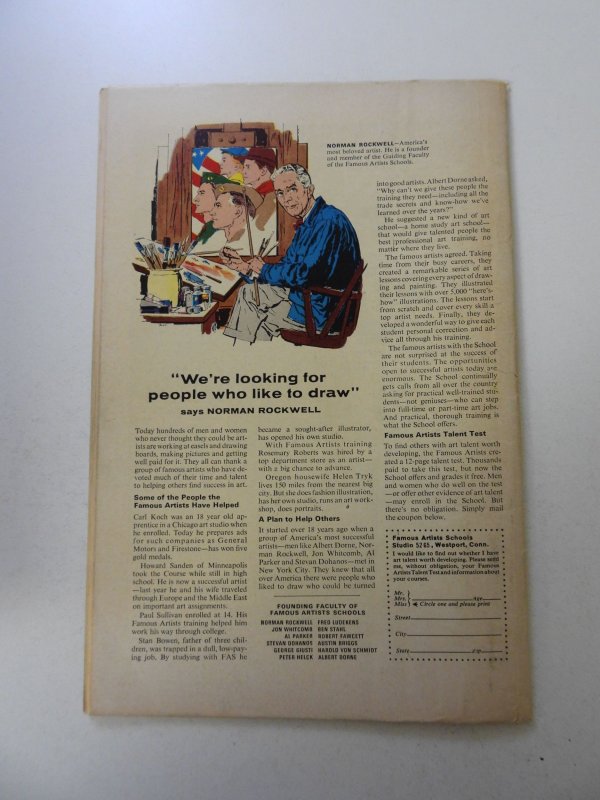 NORMAN ROCKWELL—America's
most beloved artist. He is a founder
and member of the Guiding Faculty
of the Famous Artists Schools.
"We're looking for
people who like to draw"
says NORMAN ROCKWELL
Today hundreds of men and women
who never thought they could be art-
ists are working at easels and drawing
boards, making pictures and getting
well paid for it. They all can thank a
group of famous artists who have de-
voted much of their time and talent
to helping others find success in art.
Some of the People the
Famous Artists Have Helped
Carl Koch was an 18 year old ap-
prentice in a Chicago art studio when
he enrolled. Today he prepares ads
for such companies as General
Motors and Firestone—has won five
gold medals.
Howard Sanden of Minneapolis
took the Course while still in high
school. He is now a successful artist
—last year he and his wife traveled
through Europe and the Middle East
on important art assignments.
Paul Sullivan enrolled at 14. His
Famous Artists training helped him
work his way through college.
Stan Bowen, father of three chil-
dren, was trapped in a dull, low-pay-
ing job. By studying with FAS he
became a sought-after illustrator,
has opened his own studio.
With Famous Artists training
Rosemary Roberts was hired by a
top department store as an artist—
with a big chance to advance.
Oregon housewife Helen Tryk
lives 150 miles from the nearest big
city. But she does fashion illustration,
has her own studio, runs an art work-
shop, does portraits.
A Plan to Help Others
It started over 18 years ago when a
group of America's most successful
artists—men like Albert Dorne, Nor-
man Rockwell, Jon Whitcomb, Al
Parker and Stevan Dohanos—met in
New York City. They knew that all
over America there were people who
liked to draw who could be turned
FOUNDING FACULTY OF
FAMOUS ARTISTS SCHOOLS
NORMAN ROCKWELL FRED LUDEKENS
JON WHITCOMB BEN STAHL
AL PARKER ROBERT FAWCETT
STEVAN DOHANOS AUSTIN BRIGGS
GEORGE GIUSTI HAROLD VON SCHMIDT
PETER HELCK ALBERT DORNE
into good artists. Albert Dorne asked,
"Why can't we give these people the
training they need—including all the
trade secrets and know-how we've
learned over the years?"
He suggested a new kind of art
school—a home study art school—
that would give talented people the
best professional art training, no
matter where they live.
The famous artists agreed. Taking
time from their busy careers, they
created a remarkable series of art
lessons covering every aspect of draw-
ing and painting. They illustrated
their lessons with over 5,000 "here's-
how" illustrations. The lessons start
from scratch and cover every skill a
top artist needs. Finally, they de-
veloped a wonderful way to give each
student personal correction and ad-
vice all through his training.
The famous artists with the School
are not surprised at the success of
their students. The opportunities
open to successful artists today are
enormous. The School continually
gets calls from all over the country
asking for practical well-trained stu-
dents—not geniuses—who can step
into full-time or part-time art jobs.
And practical, thorough training is
what the School offers.
Famous Artists Talent Test
To find others with art talent worth
developing, the Famous Artists cre-
ated a 12-page talent test. Thousands
paid to take this test, but now the
School offers and grades it free. Men
and women who do well on the test
—or offer other evidence of art talent
—may enroll in the School. But
there's no obligation. Simply mail
the coupon below.
Famous Artists Schools
Studio 5265, Westport, Conn.
I would like to find out whether I have
art talent worth developing. Please send
me, without obligation, your Famous
Artists Talent Test and information about
your courses.
Mr.
Mrs. age
Miss Circle one and please print
Street
City
State zip